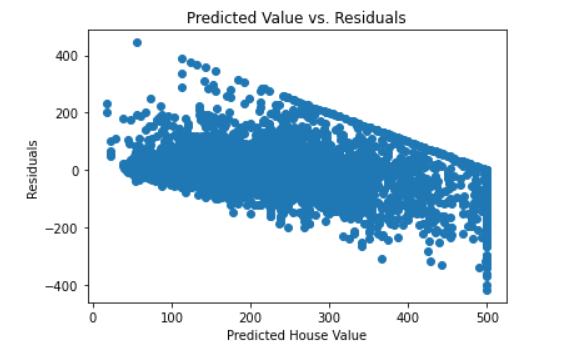 Predicted Value vs. Residuals
400
200
0
−200
−400
Residuals
0 100 200 300 400 500
Predicted House Value